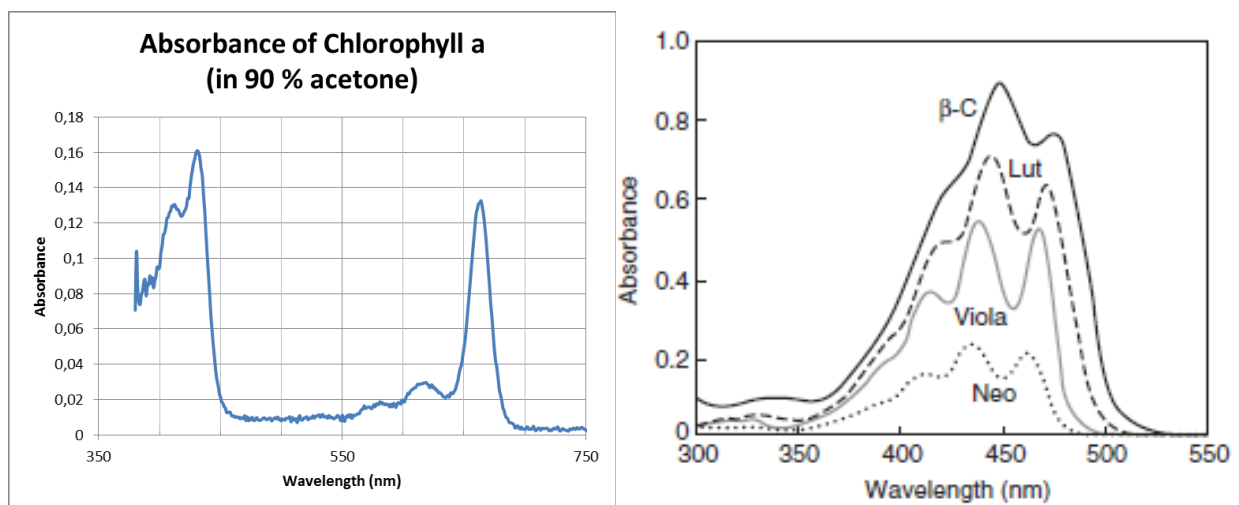 Absorbance of Chlorophyll a
(in 90 % acetone)
0,18
0,16
0,14
0,12
0,1
0,08
0,06
0,04
0,02
0
Absorbance
350
550
750
Wavelength (nm)
1.0
0.8
0.6
0.4
0.2
0
Absorbance
β-C
Lut
Viola
Neo
300
350
400
450
500
550
Wavelength (nm)